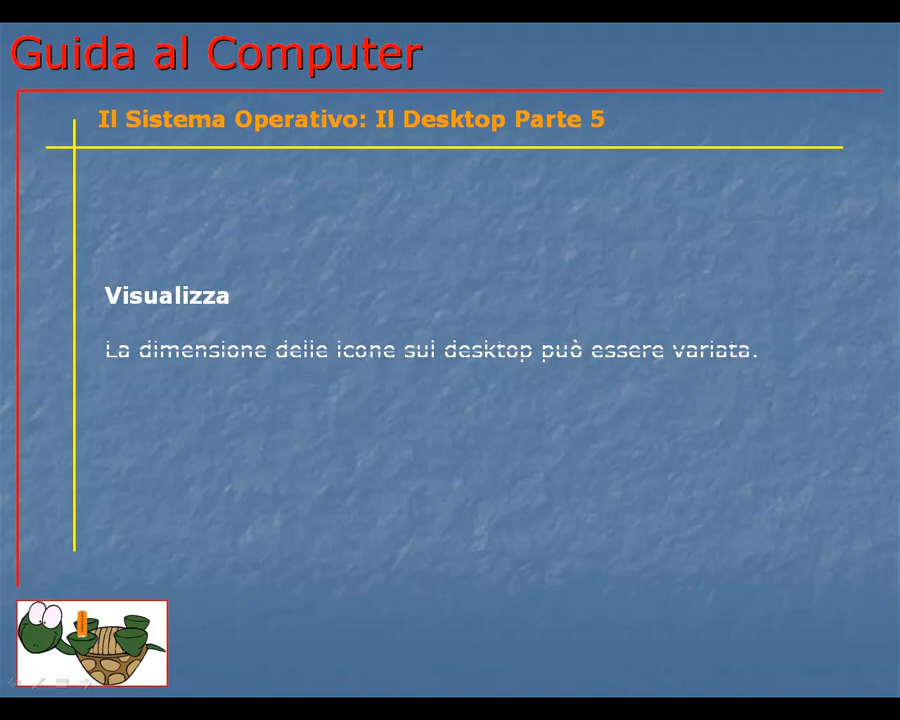 Guida al Computer
Il Sistema Operativo: Il Desktop Parte 5
Visualizza
La dimensione delle icone sul desktop può essere variata.